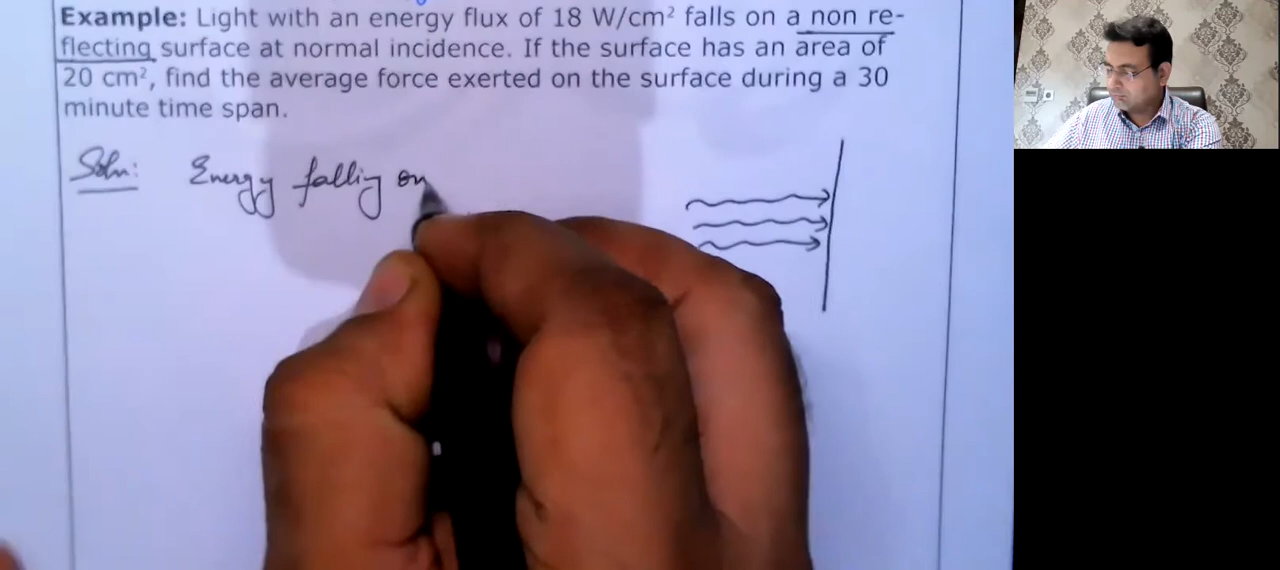 Example: Light with an energy flux of 18 W/cm² falls on a non re-
flecting surface at normal incidence. If the surface has an area of
20 cm², find the average force exerted on the surface during a 30
minute time span.
Soln: Energy falling on